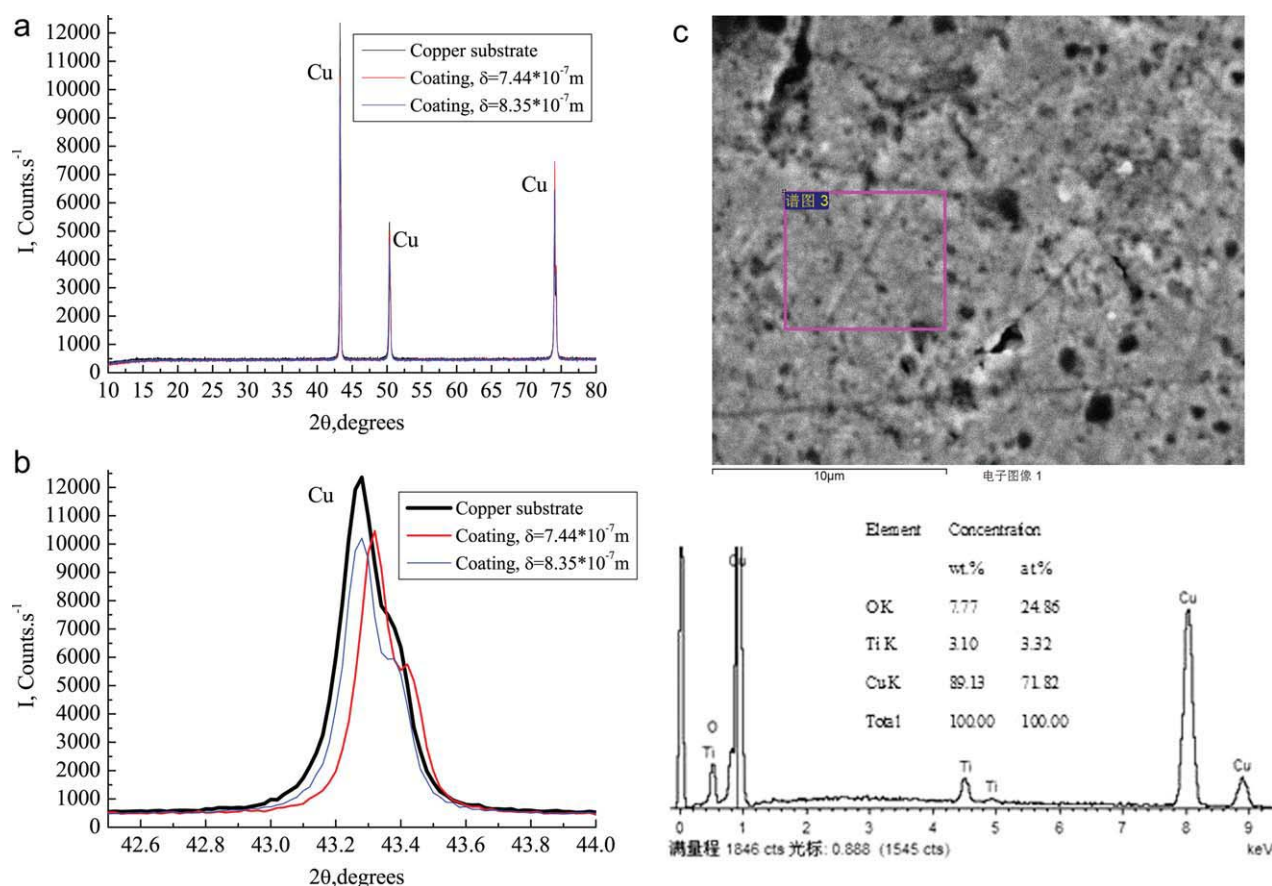 a
12000
11000
10000
9000
8000
7000
6000
5000
4000
3000
2000
1000
0
I, Counts.s-1
10 15 20 25 30 35 40 45 50 55 60 65 70 75 80
2θ,degrees
Cu
Cu
Cu
Copper substrate
Coating, δ=7.44*10-7m
Coating, δ=8.35*10-7m
b
12000
11000
10000
9000
8000
7000
6000
5000
4000
3000
2000
1000
0
I, Counts.s-1
42.6 42.8 43.0 43.2 43.4 43.6 43.8 44.0
2θ,degrees
Cu
Copper substrate
Coating, δ=7.44*10-7m
Coating, δ=8.35*10-7m
c
谱图 3
10µm
电子图像 1
Element Concentration
wt.% at.%
O K 7.77 24.86
Ti K 3.10 3.32
Cu K 89.13 71.82
Total 100.00 100.00
Cu
O
Ti
Ti
Ti
Cu
Cu
0 1 2 3 4 5 6 7 8 9
满量程 1846 cts 光标: 0.888 (1545 cts)
keV